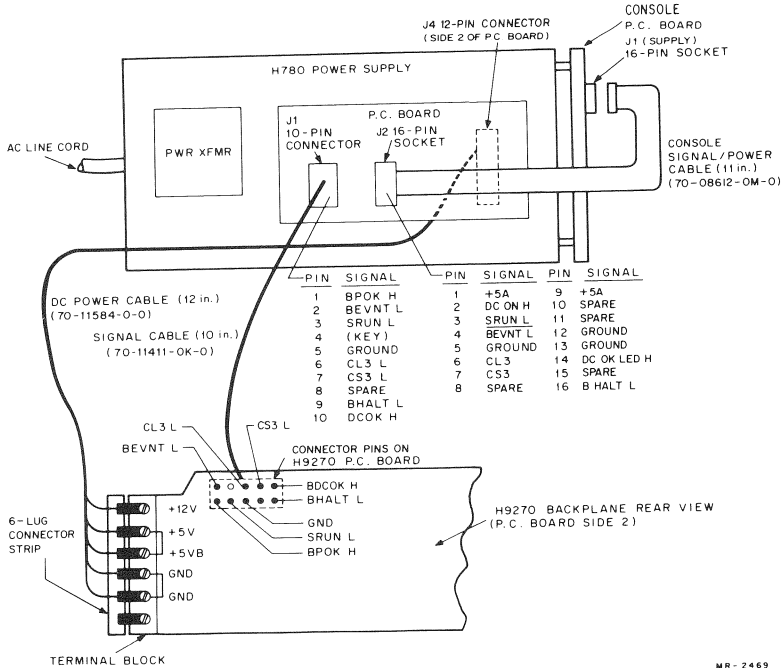 CONSOLE
P.C. BOARD
J4 12-PIN CONNECTOR
(SIDE 2 OF PC BOARD)
J1 (SUPPLY)
16-PIN SOCKET
H780 POWER SUPPLY
P.C. BOARD
J1
10-PIN
CONNECTOR
J2 16-PIN
SOCKET
AC LINE CORD
PWR XFMR
CONSOLE
SIGNAL/POWER
CABLE (11 in.)
(70-08612-0M-0)
DC POWER CABLE (12 in.)
(70-11584-0-0)
SIGNAL CABLE (10 in.)
(70-11411-0K-0)
PIN SIGNAL
1 BPOK H
2 BEVNT L
3 SRUN L
4 (KEY)
5 GROUND
6 CL3 L
7 CS3 L
8 SPARE
9 BHALT L
10 DCOK H
PIN SIGNAL PIN SIGNAL
1 +5A 9 +5A
2 DC ON H 10 SPARE
3 SRUN L 11 SPARE
4 BEVNT L 12 GROUND
5 GROUND 13 GROUND
6 CL3 14 DC OK LED H
7 CS3 15 SPARE
8 SPARE 16 B HALT L
CL3 L
CS3 L
BEVNT L
CONNECTOR PINS ON
H9270 P.C. BOARD
BDCOK H
BHALT L
GND
SRUN L
BPOK H
H9270 BACKPLANE REAR VIEW
(P.C. BOARD SIDE 2)
6-LUG
CONNECTOR
STRIP
+12V
+5V
+5VB
GND
GND
TERMINAL BLOCK
MR-2469